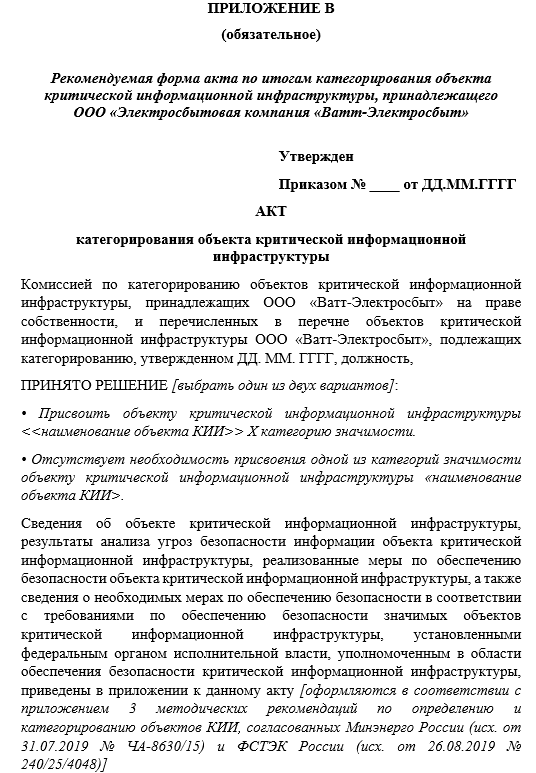 ПРИЛОЖЕНИЕ В
(обязательное)
Рекомендуемая форма акта по итогам категорирования объекта
критической информационной инфраструктуры, принадлежащего
ООО «Электросбытовая компания «Ватт-Электросбыт»
Утвержден
Приказом № ____ от ДД.ММ.ГГГГ
АКТ
категорирования объекта критической информационной
инфраструктуры
Комиссией по категорированию объектов критической информационной
инфраструктуры, принадлежащих ООО «Ватт-Электросбыт» на праве
собственности, и перечисленных в перечне объектов критической
информационной инфраструктуры ООО «Ватт-Электросбыт», подлежащих
категорированию, утвержденном ДД. ММ. ГГГГ, должность,
ПРИНЯТО РЕШЕНИЕ [выбрать один из двух вариантов]:
• Присвоить объекту критической информационной инфраструктуры
<<наименование объекта КИИ>> X категорию значимости.
• Отсутствует необходимость присвоения одной из категорий значимости
объекту критической информационной инфраструктуры «наименование
объекта КИИ>.
Сведения об объекте критической информационной инфраструктуры,
результаты анализа угроз безопасности информации объекта критической
информационной инфраструктуры, реализованные меры по обеспечению
безопасности объекта критической информационной инфраструктуры, а также
сведения о необходимых мерах по обеспечению безопасности в соответствии
с требованиями по обеспечению безопасности значимых объектов
критической информационной инфраструктуры, установленными
федеральным органом исполнительной власти, уполномоченным в области
обеспечения безопасности критической информационной инфраструктуры,
приведены в приложении к данному акту [оформляются в соответствии с
приложением 3 методических рекомендаций по определению и
категорированию объектов КИИ, согласованных Минэнерго России (исх. от
31.07.2019 № ЧА-8630/15) и ФСТЭК России (исх. от 26.08.2019 №
240/25/4048)]